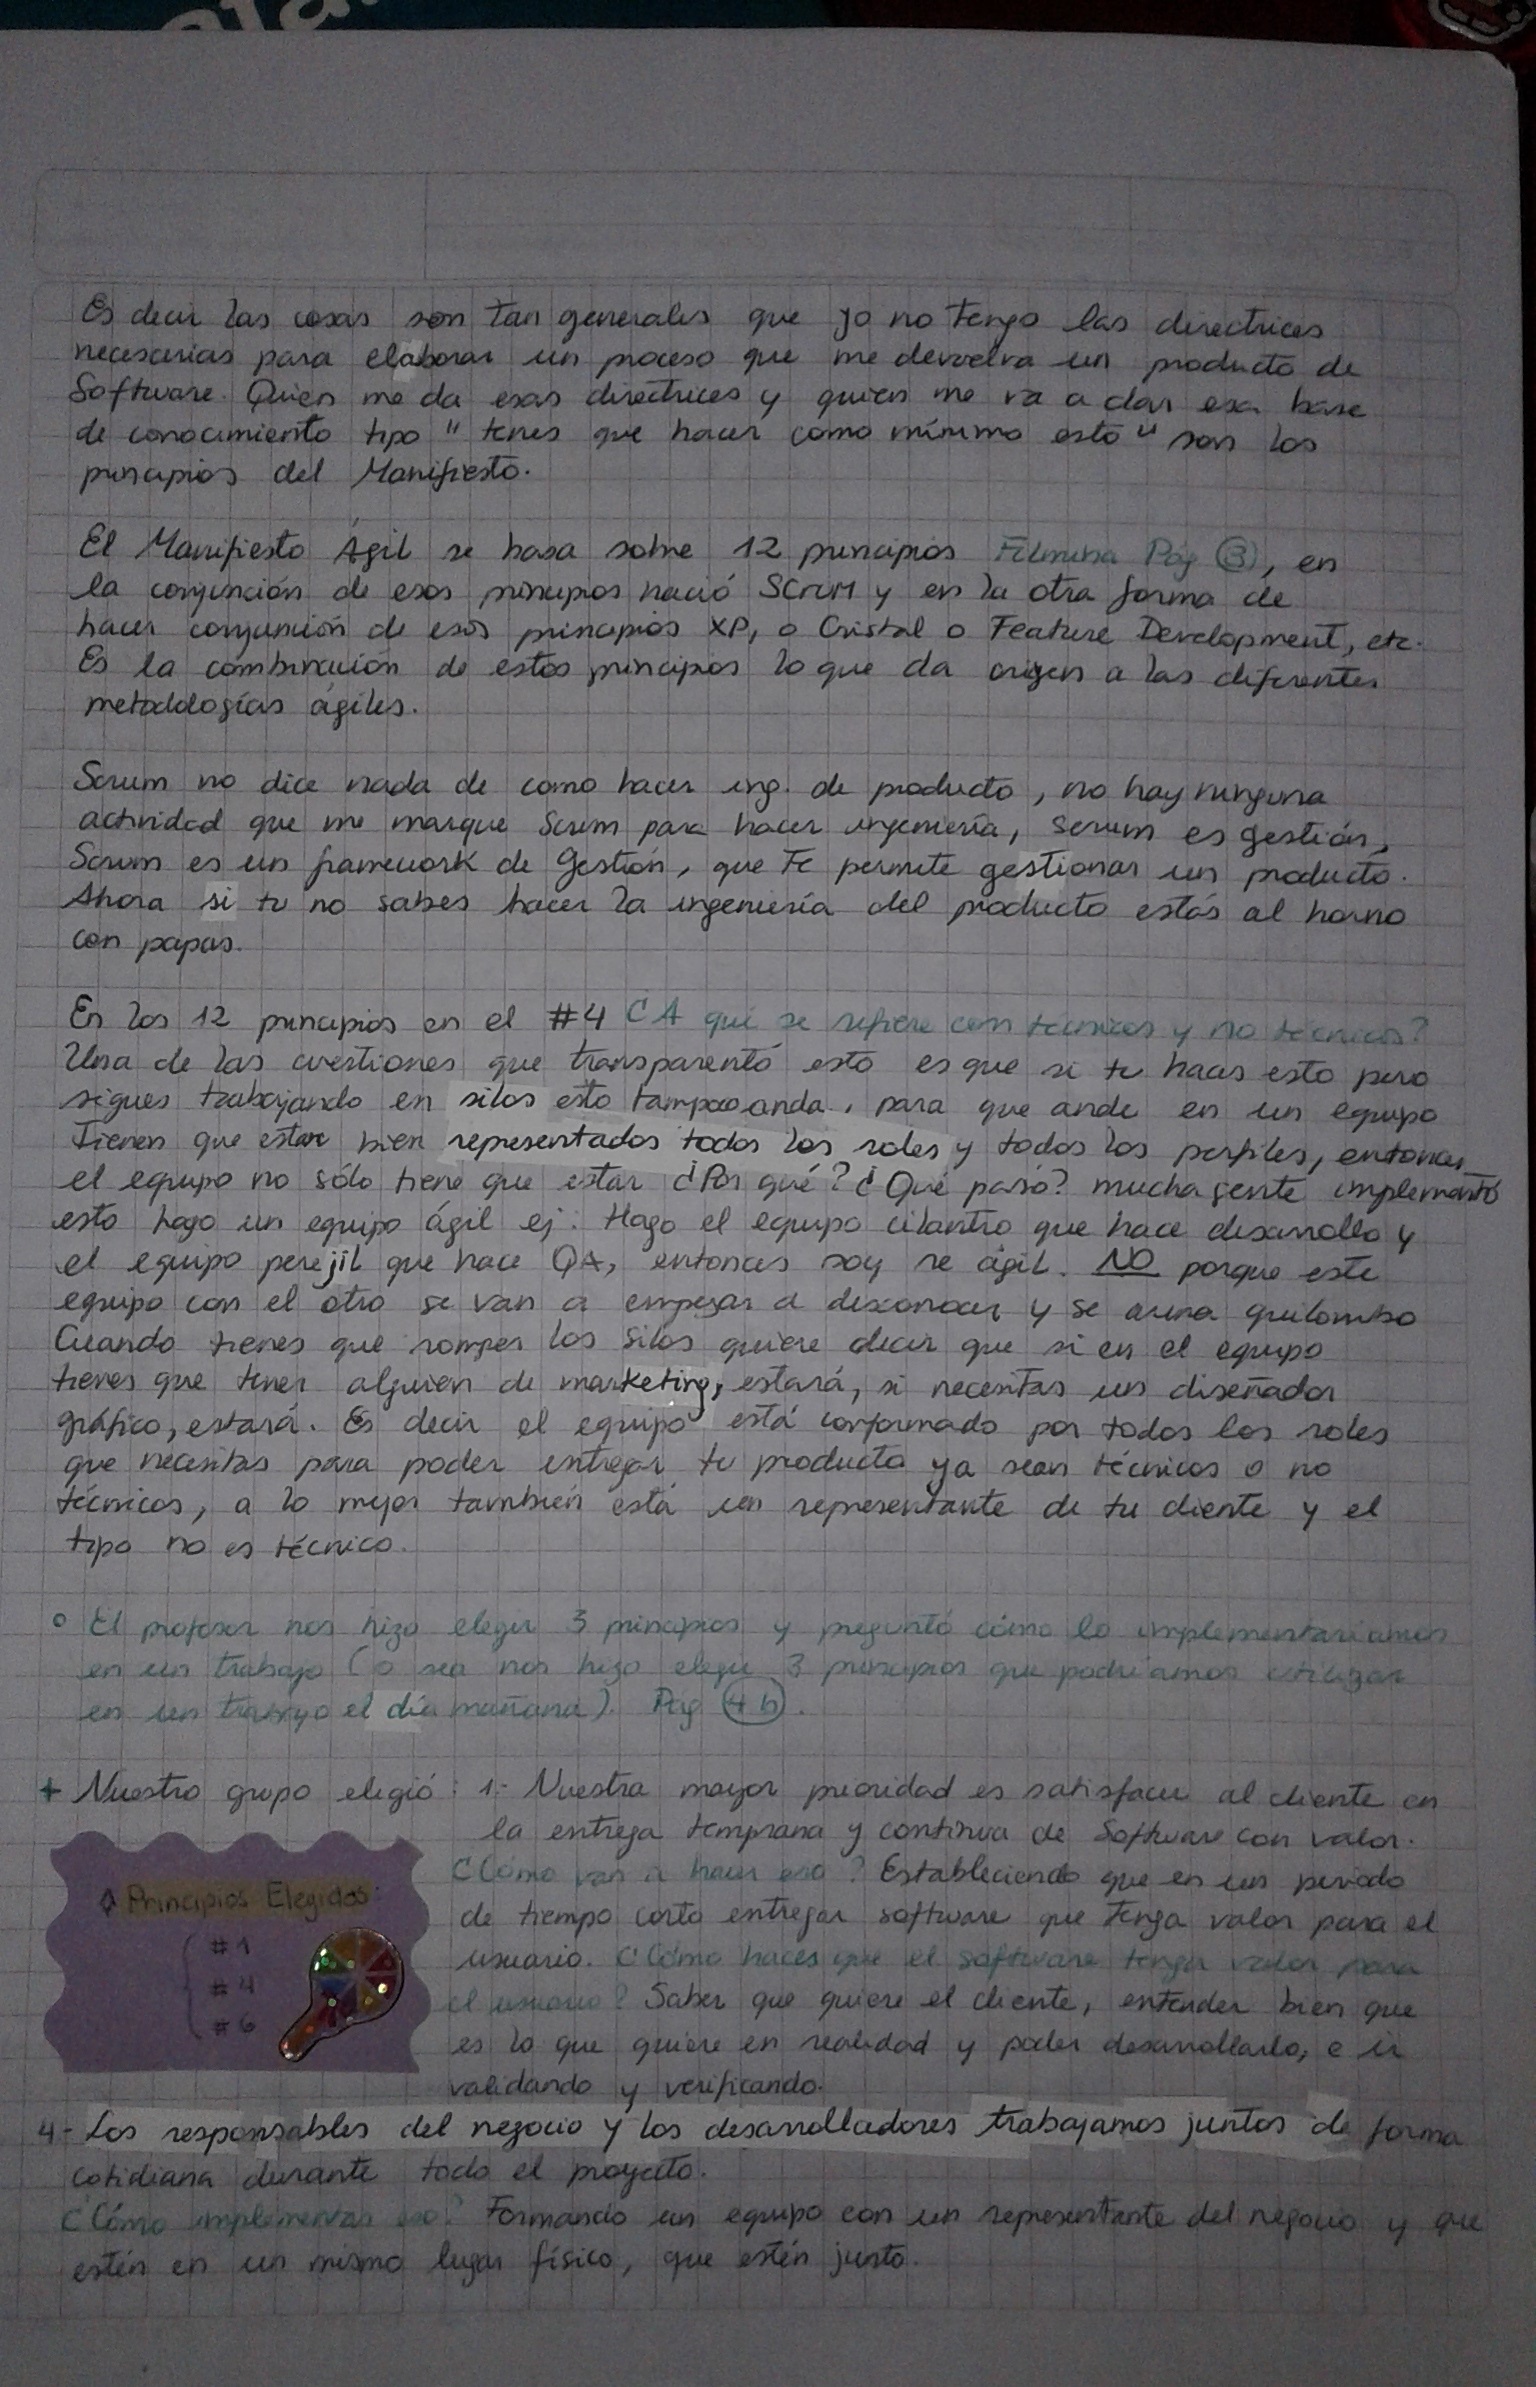 Es decir las cosas son tan generales que yo no tengo las directrices
necesarias para elaborar un proceso que me devuelva un producto de
Software. Quien me da esas directrices y quien me va a dar esa base
de conocimiento tipo "tenes que hacer como mínimo esto" son los
principios del Manifiesto.
El Manifiesto Ágil se basa sobre 12 principios Filmina Pág (3), en
la conjunción de esos principios nació SCRUM y en la otra forma de
hacer conjunción de esos principios XP, o Cristal o Feature Development, etc.
Es la combinación de estos principios lo que da origen a las diferentes
metodologías ágiles.
Scrum no dice nada de como hacer ing. de producto, no hay ninguna
actividad que me marque Scrum para hacer ingeniería, scrum es gestión,
Scrum es un framework de Gestión, que te permite gestionar un producto.
Ahora si tu no sabes hacer la ingeniería del producto estás al horno
con papas.
En los 12 principios en el #4 ¿A qué se refiere con técnicos y no técnicos?
Una de las cuestiones que transparentó esto es que si tu haces esto pero
sigues trabajando en silos esto tampoco anda, para que ande en un equipo
Tienen que estar bien representados todos los roles y todos los perfiles, entonces
el equipo no sólo tiene que estar ¿Por qué? ¿Qué pasó? mucha gente implementó
esto hago un equipo ágil ej: Hago el equipo cilantro que hace desarrollo y
el equipo perejil que hace QA, entonces soy re ágil. NO porque este
equipo con el otro se van a empezar a desconocer y se arma quilombo
Cuando tienes que romper los silos quiere decir que si en el equipo
tienes que tener alguien de marketing, estará, si necesitas un diseñador
gráfico, estará. Es decir el equipo está conformado por todos los roles
que necesitas para poder entregar tu producto ya sean técnicos o no
técnicos, a lo mejor también está un representante de tu cliente y el
tipo no es técnico.
° El profesor nos hizo elegir 3 principios y preguntó cómo lo implementaríamos
en un trabajo (o sea nos hizo elegir 3 principios que podríamos utilizar
en un trabajo el día mañana). Pág (4b).
+ Nuestro grupo eligió: 1- Nuestra mayor prioridad es satisfacer al cliente en
la entrega temprana y continua de Software con valor.
¿Cómo van a hacer eso? Estableciendo que en un período
de tiempo corto entregar software que tenga valor para el
usuario. ¿Cómo haces que el software tenga valor para
el usuario? Saber que quiere el cliente, entender bien que
es lo que quiere en realidad y poder desarrollarlo, e ir
validando y verificando.
Principios Elegidos:
#1
#4
#6
4- Los responsables del negocio y los desarrolladores trabajamos juntos de forma
cotidiana durante todo el proyecto.
¿Cómo implementar eso? Formando un equipo con un representante del negocio y que
estén en un mismo lugar físico, que estén junto.